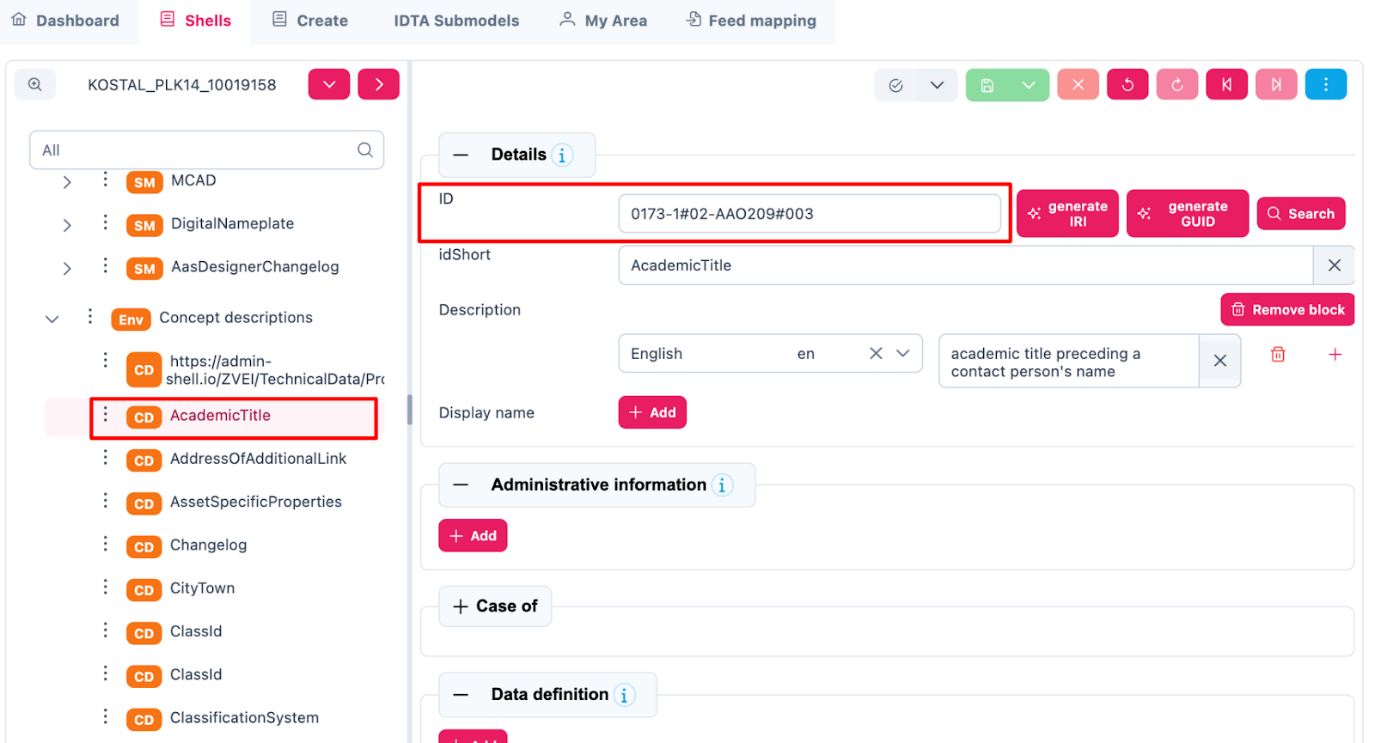 Dashboard
Shells
Create
IDTA Submodels
My Area
Feed mapping
KOSTAL_PLK14_10019158
All
SM MCAD
SM DigitalNameplate
SM AasDesignerChangelog
Env Concept descriptions
CD https://admin-
shell.io/ZVEI/TechnicalData/Prc
CD AcademicTitle
CD AddressOfAdditionalLink
CD AssetSpecificProperties
CD Changelog
CD CityTown
CD ClassId
CD ClassId
CD ClassificationSystem
Details
ID
0173-1#02-AAO209#003
generate
IRI
generate
GUID
Search
idShort
AcademicTitle
Description
Remove block
English en
academic title preceding a
contact person's name
Display name
Add
Administrative information
Add
Case of
Data definition
Add